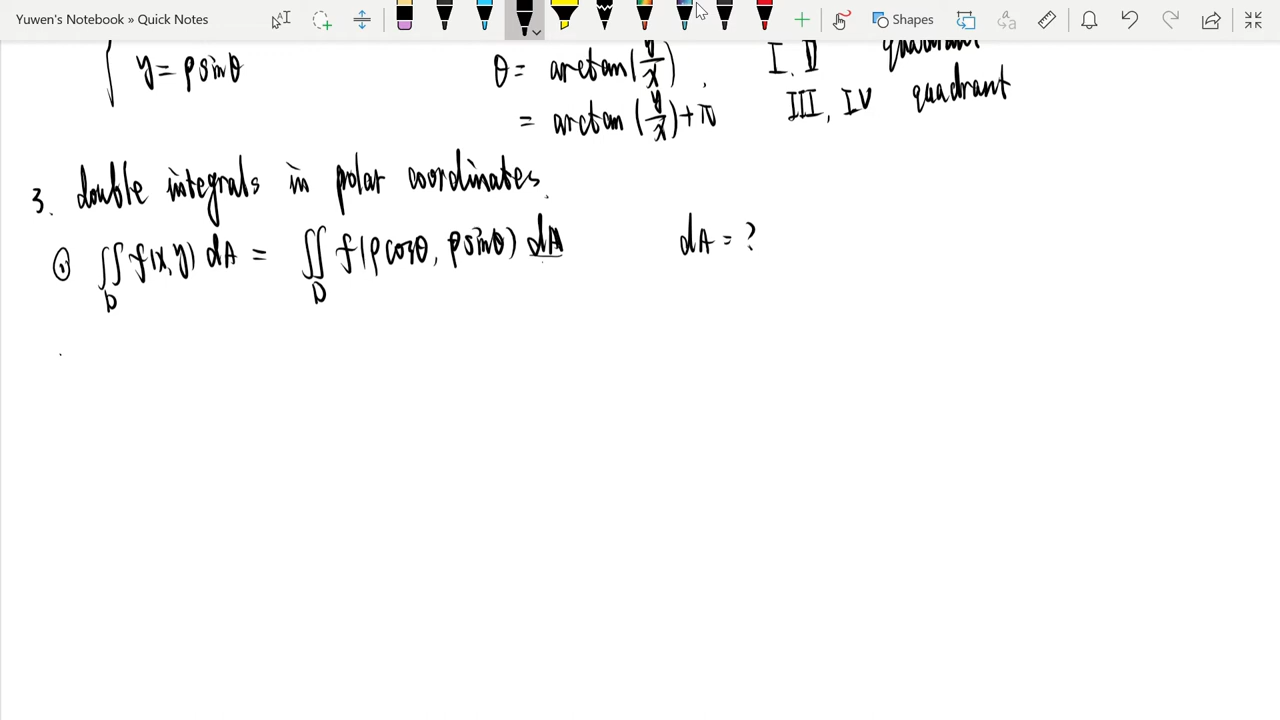 Yuwen's Notebook » Quick Notes
Shapes
{ y = ρ sinθ    θ = arctan(y/x),    I, II quadrant
= arctan(y/x) + π    III, IV quadrant
3. double integrals in polar coordinates.
① ∬_D f(x,y) dA = ∬_D f(ρcosθ, ρsinθ) dA    dA = ?